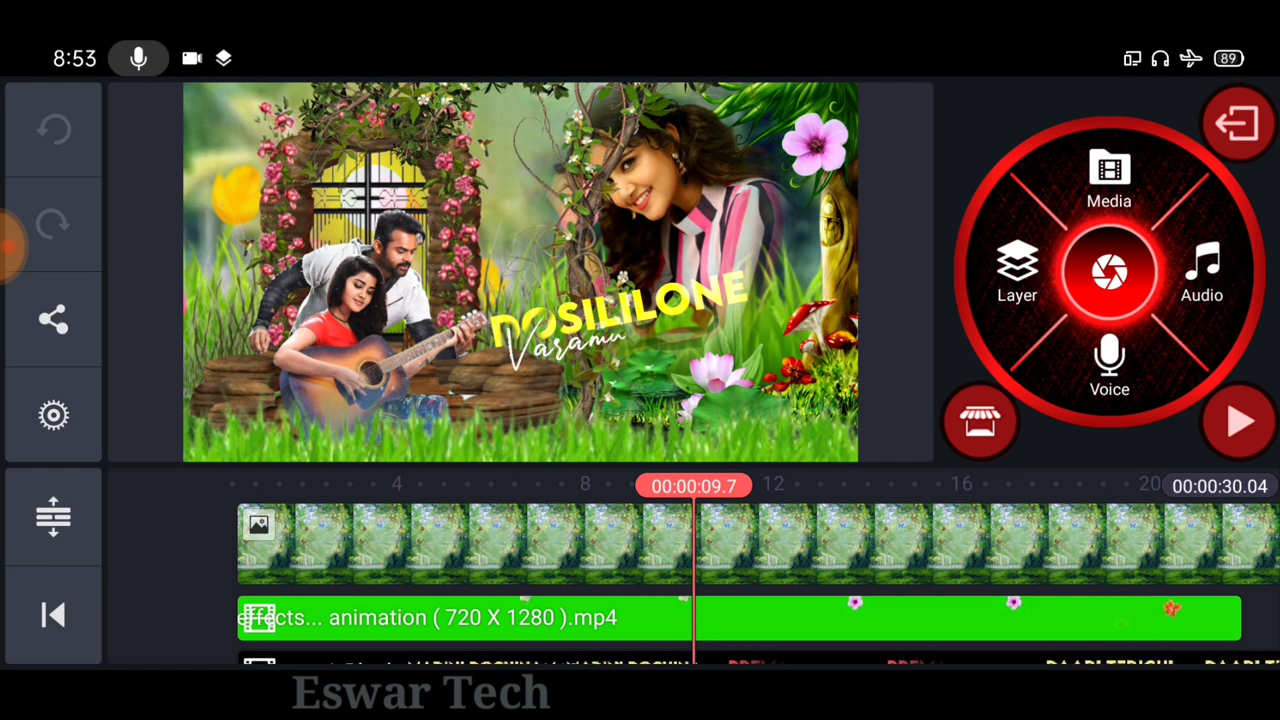 8:53
89
Media
Layer
Audio
Voice
DOSILILONE
Varamu
4
8
00:00:09.7
12
16
20
00:00:30.04
effects... animation ( 720 X 1280 ).mp4
Eswar Tech